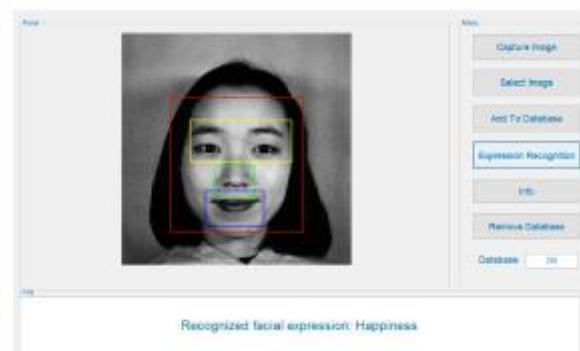 Capture Image
Select Image
Add To Database
Expression Recognition
Info
Remove Database
Database
Recognized facial expression: Happiness